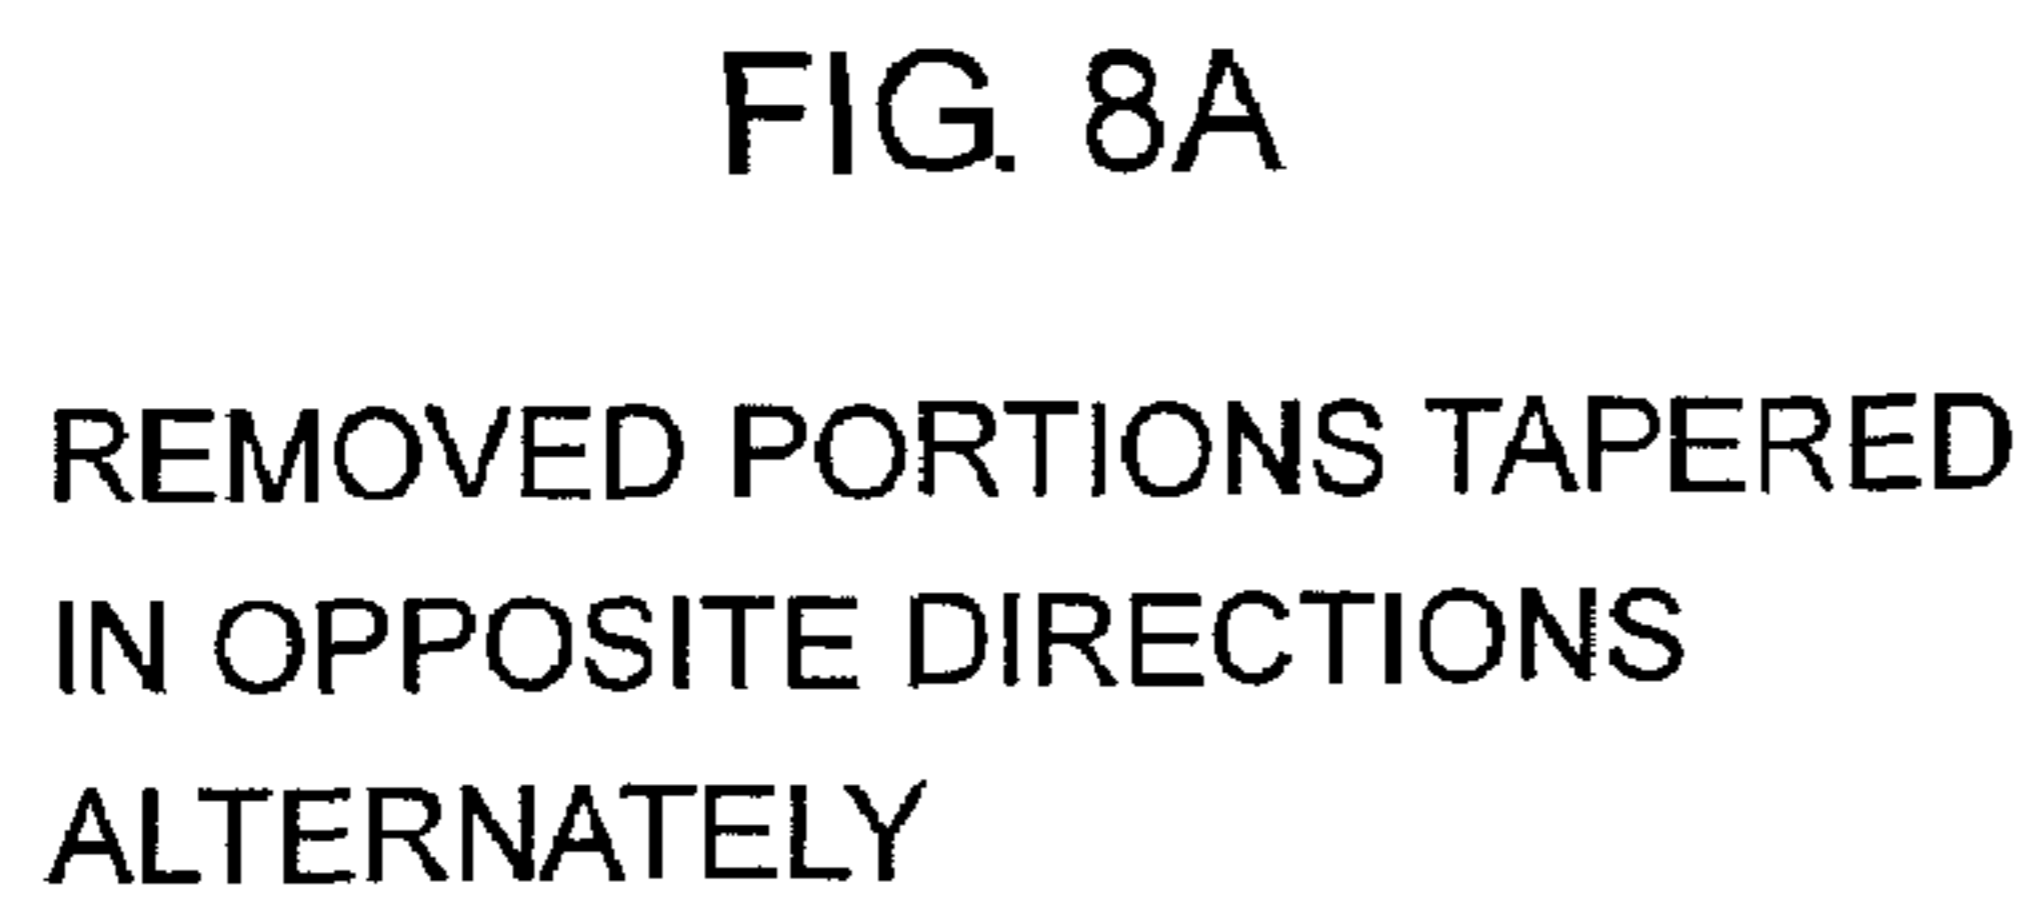 FIG. 8A
REMOVED PORTIONS TAPERED
IN OPPOSITE DIRECTIONS
ALTERNATELY